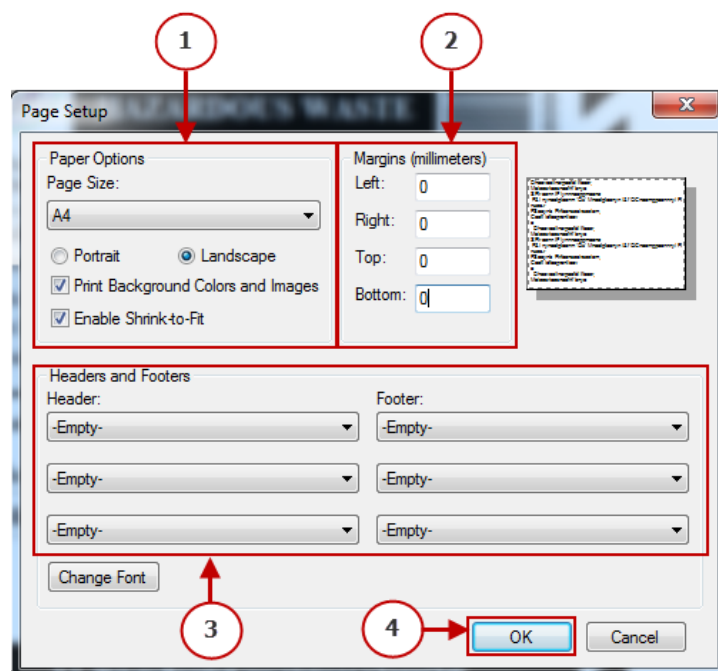 1 2
HAZARDOUS WASTE
Page Setup
Paper Options
Page Size:
A4
Portrait Landscape
Print Background Colors and Images
Enable Shrink-to-Fit
Margins (millimeters)
Left: 0
Right: 0
Top: 0
Bottom: 0
Headers and Footers
Header: Footer:
-Empty- -Empty-
-Empty- -Empty-
-Empty- -Empty-
Change Font
3 4
OK Cancel